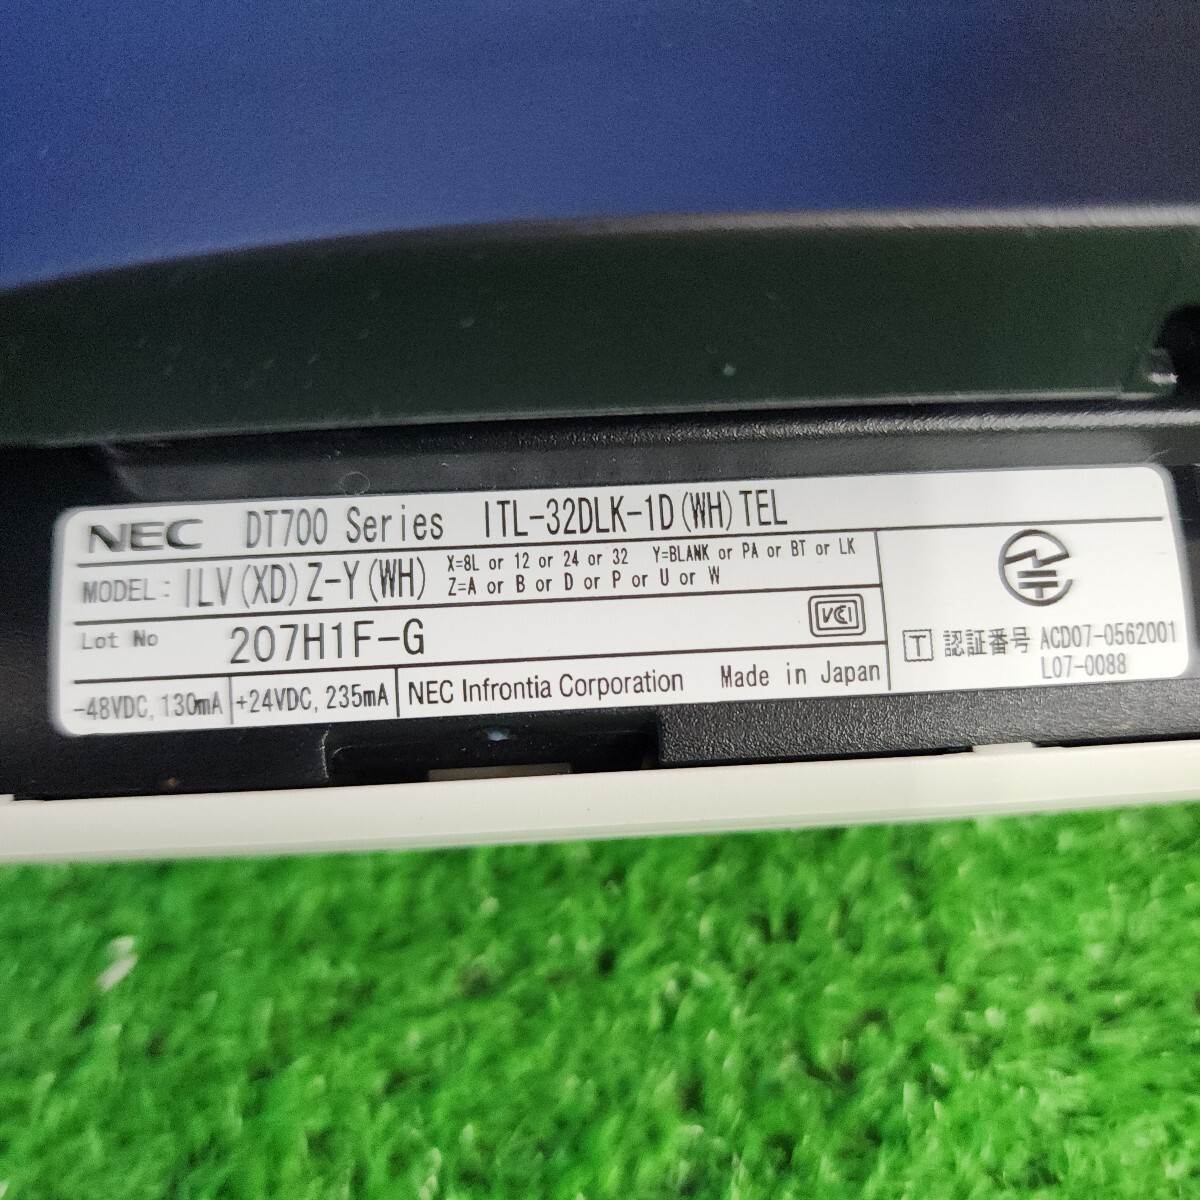 NEC DT700 Series ITL-32DLK-1D(WH)TEL
MODEL: ILV(XD)Z-Y(WH) X=8L or 12 or 24 or 32 Y=BLANK or PA or BT or LK
Z=A or B or D or P or U or W
Lot No 207H1F-G
VCI
-48VDC, 130mA +24VDC, 235mA NEC Infrontia Corporation Made in Japan
T 認証番号 ACD07-0562001
L07-0088